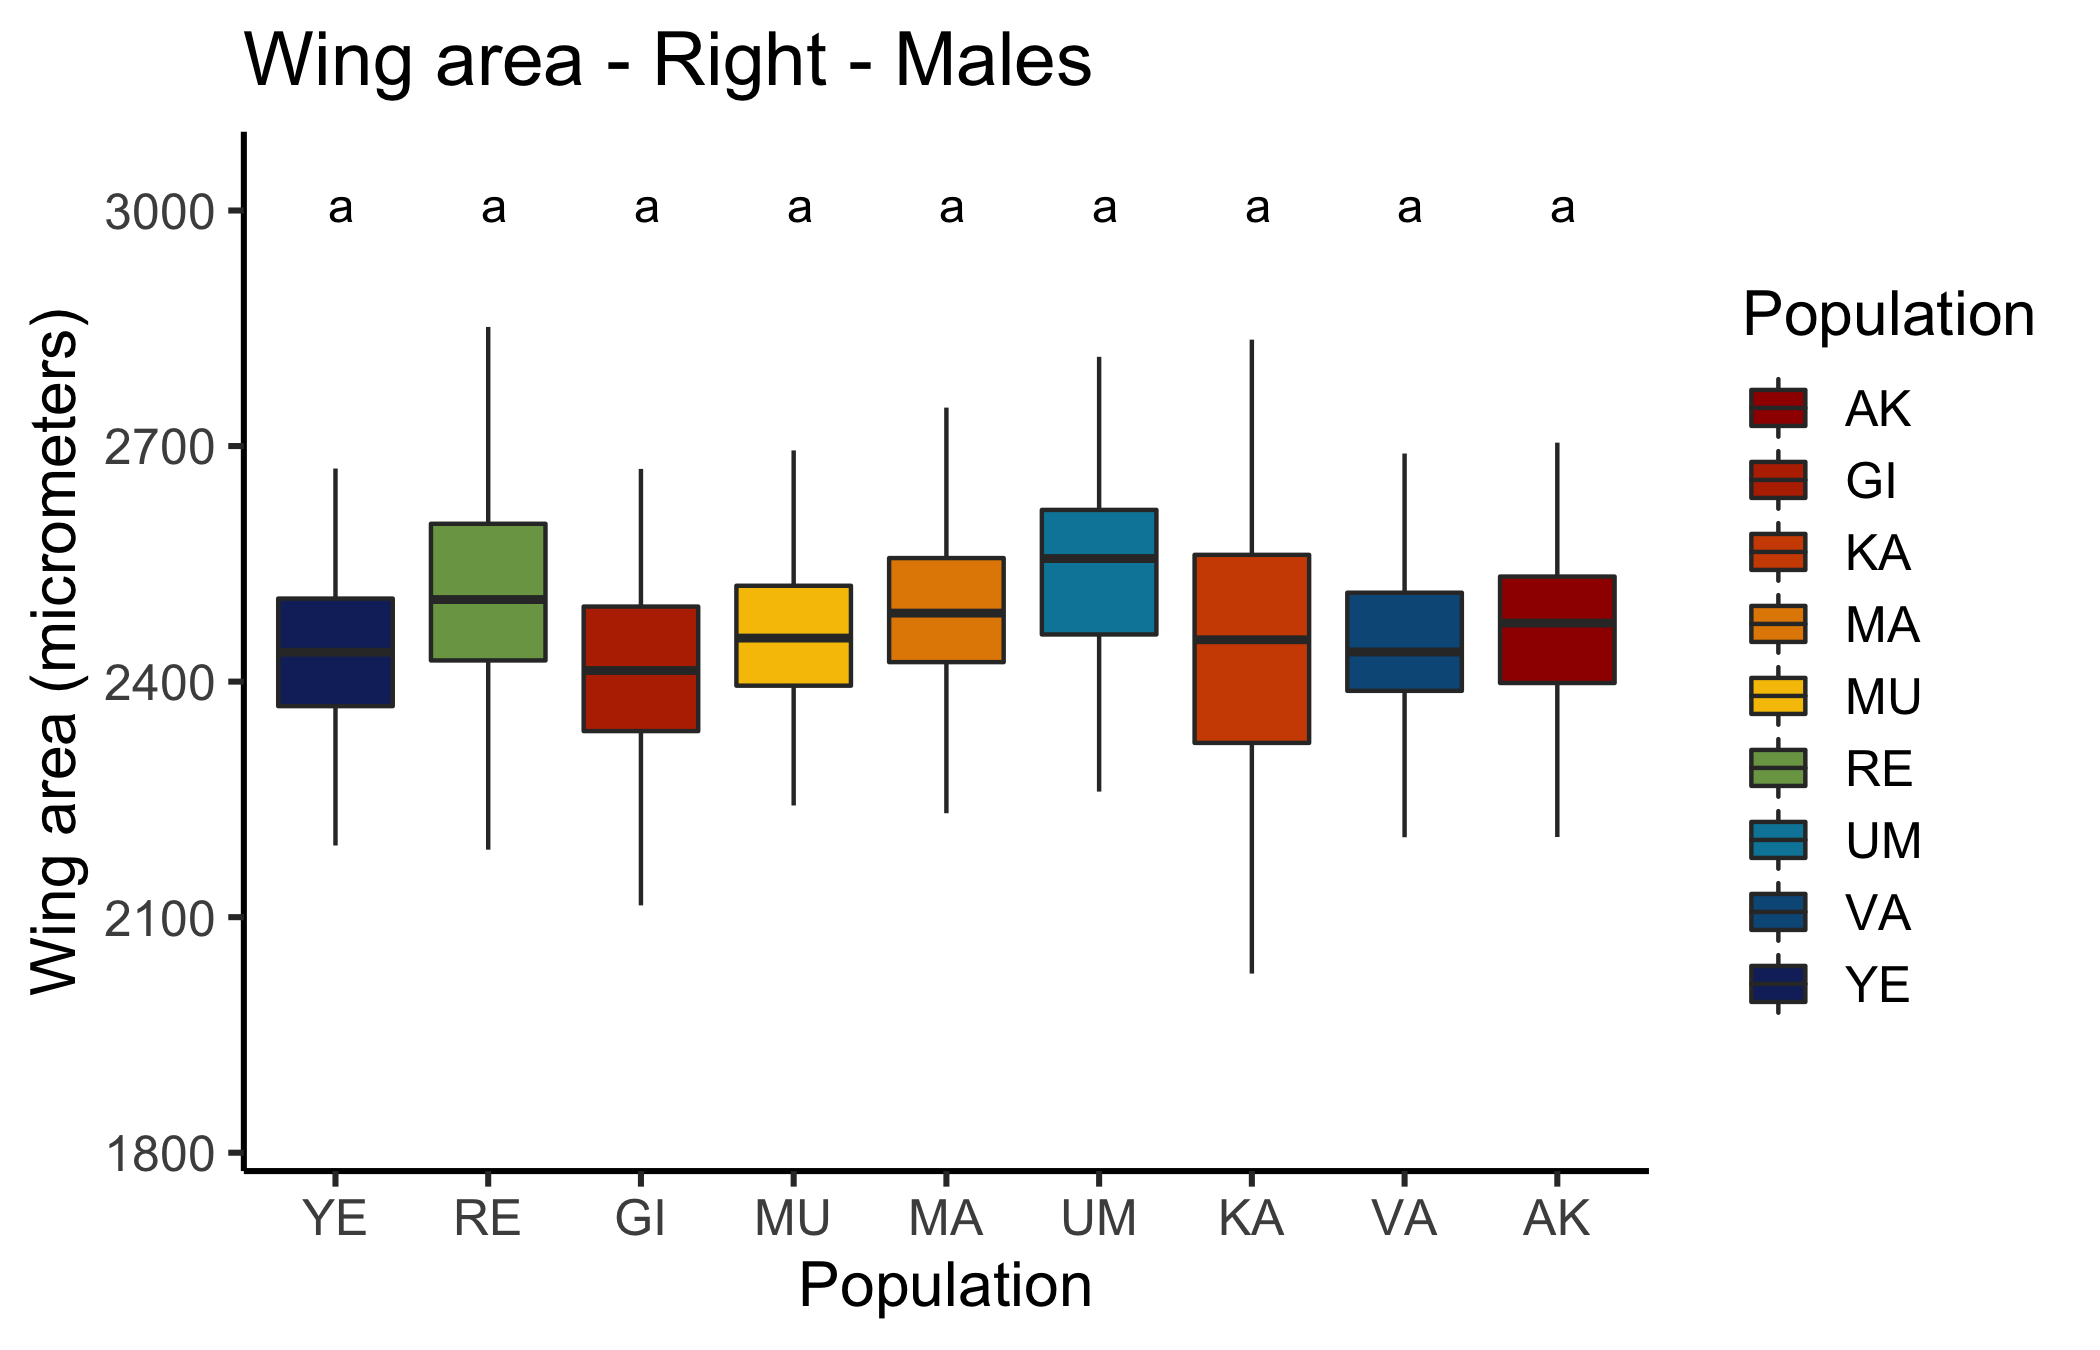 Wing area - Right - Males
Wing area (micrometers)
3000
2700
2400
2100
1800
a a a a a a a a a
YE RE GI MU MA UM KA VA AK
Population
Population
AK
GI
KA
MA
MU
RE
UM
VA
YE